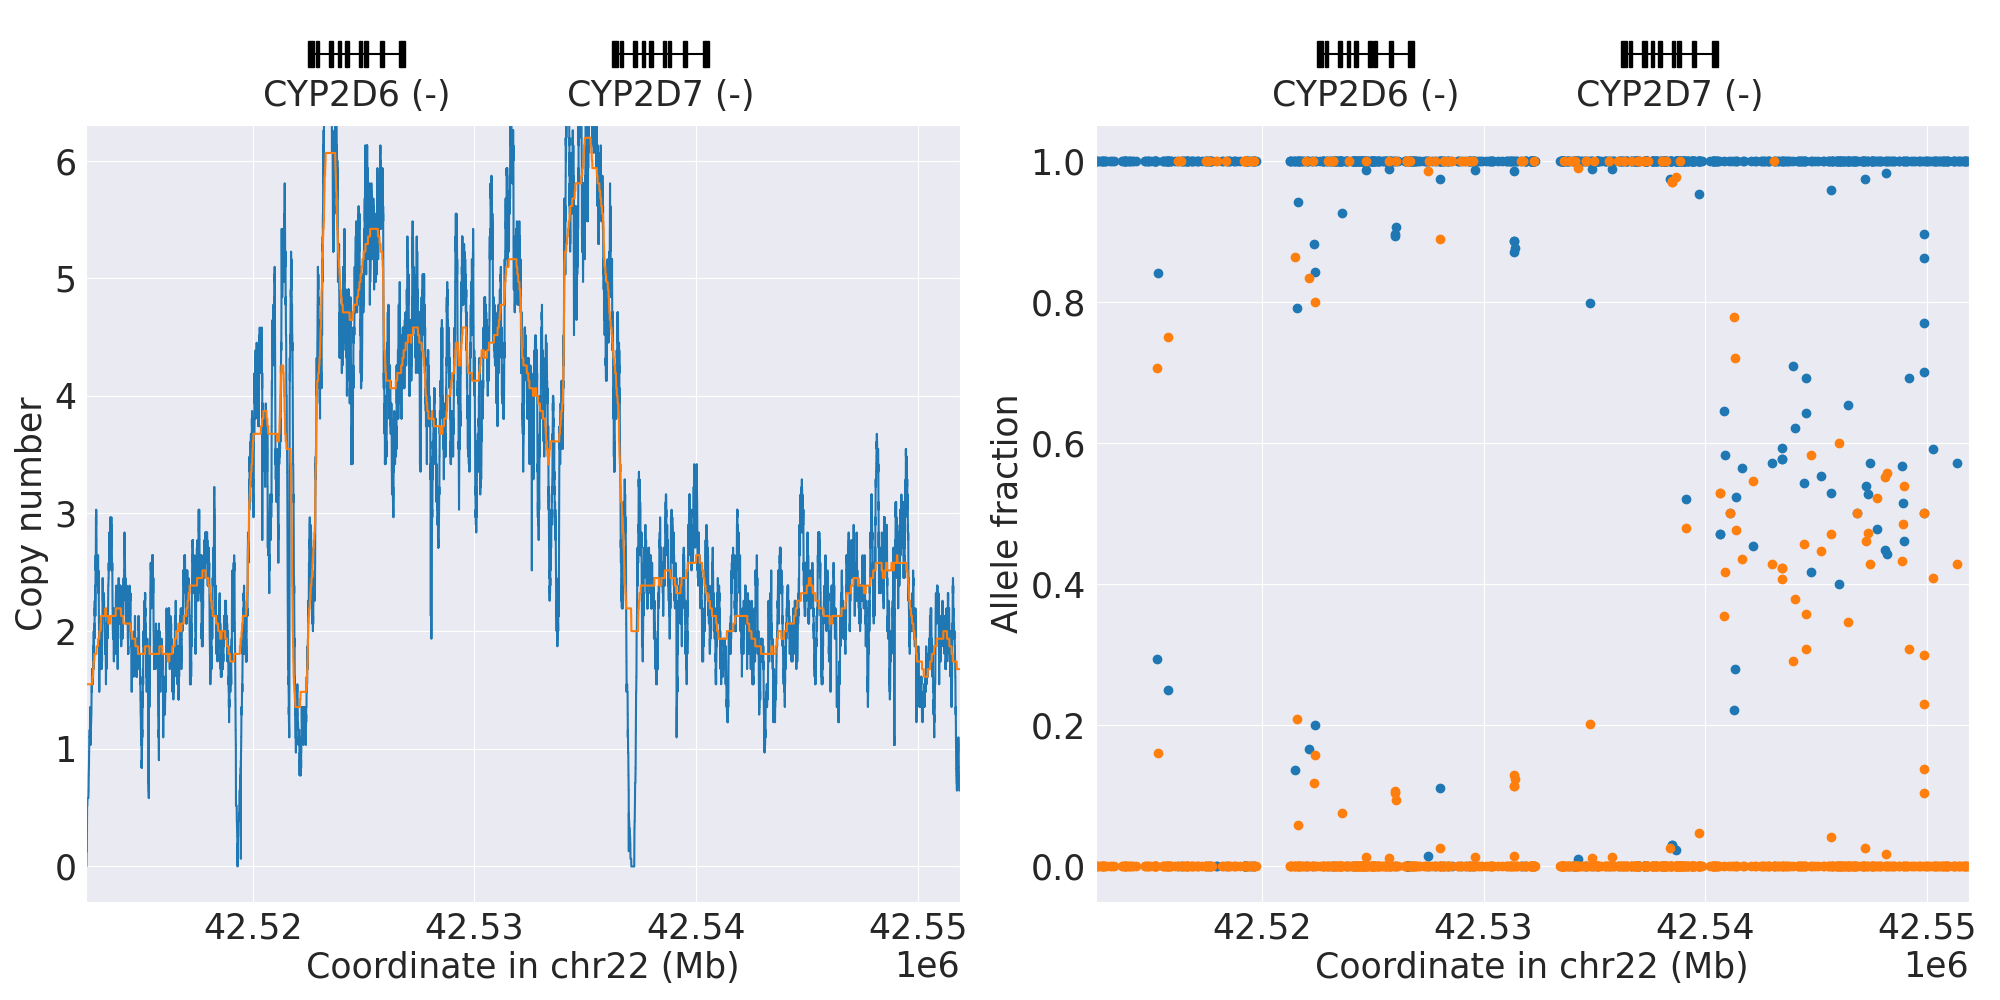 CYP2D6 (-) CYP2D7 (-)
Copy number
6
5
4
3
2
1
0
42.52 42.53 42.54 42.55
Coordinate in chr22 (Mb) 1e6
CYP2D6 (-) CYP2D7 (-)
Allele fraction
1.0
0.8
0.6
0.4
0.2
0.0
42.52 42.53 42.54 42.55
Coordinate in chr22 (Mb) 1e6